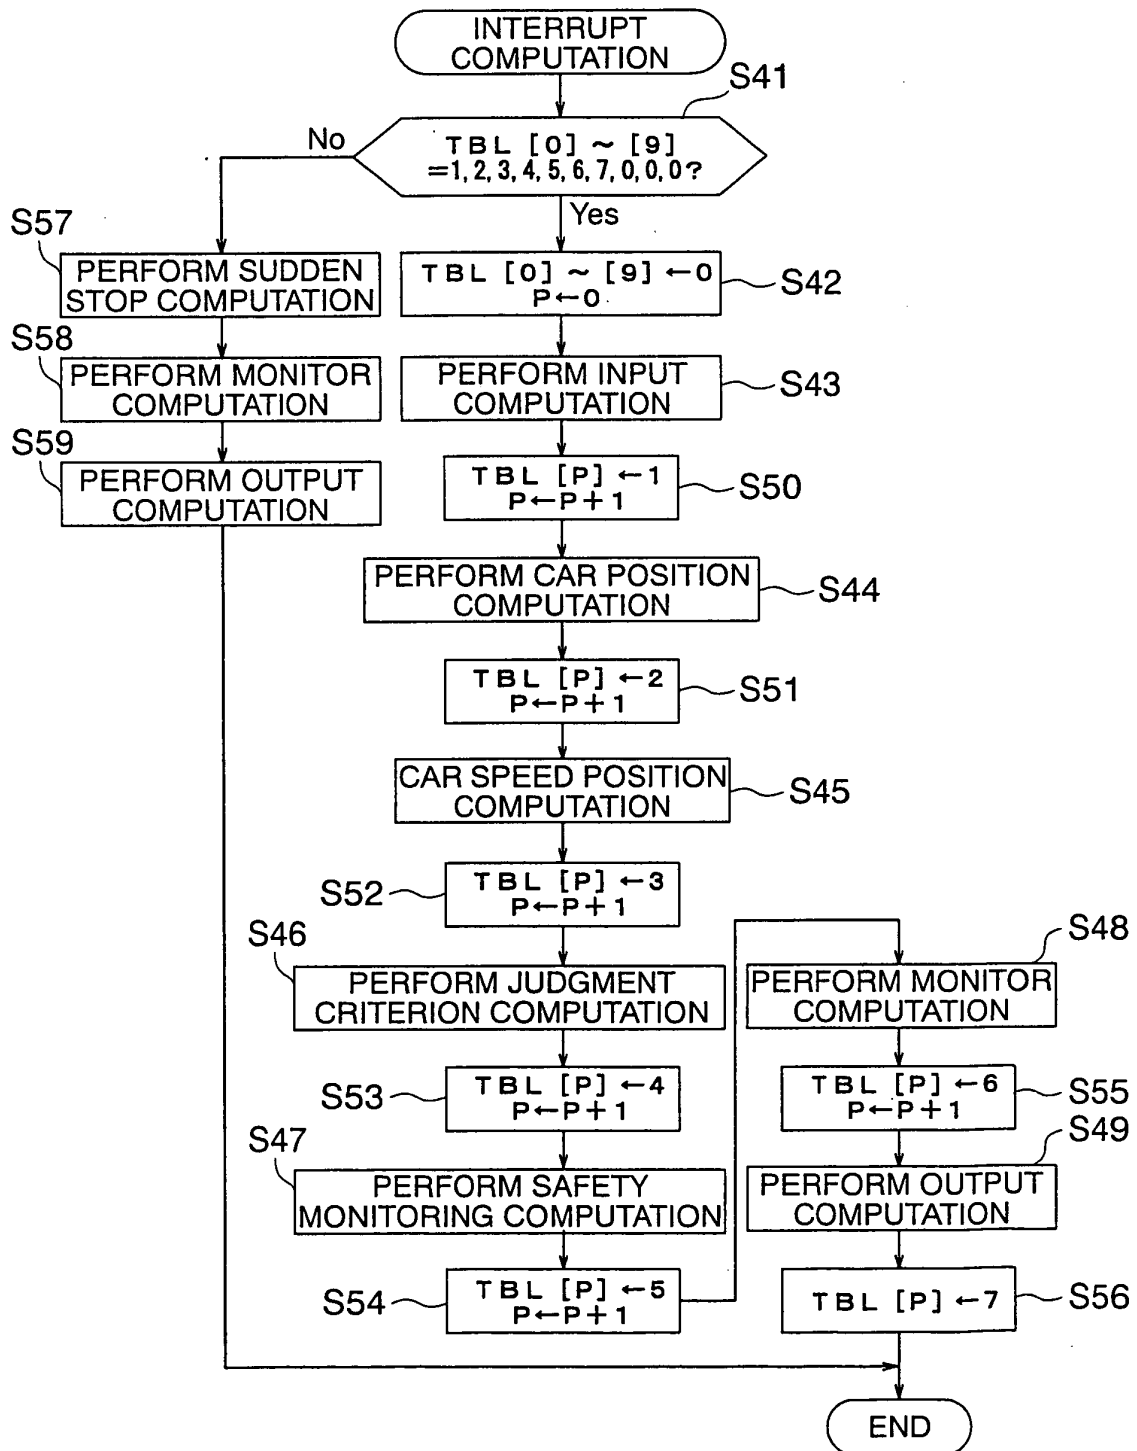 INTERRUPT
COMPUTATION
S41
TBL [0] ~ [9]
=1,2,3,4,5,6,7,0,0,0?
No
Yes
S57
PERFORM SUDDEN
STOP COMPUTATION
S58
PERFORM MONITOR
COMPUTATION
S59
PERFORM OUTPUT
COMPUTATION
TBL [0] ~ [9] ←0
P←0
S42
PERFORM INPUT
COMPUTATION
S43
TBL [P] ←1
P←P+1
S50
PERFORM CAR POSITION
COMPUTATION
S44
TBL [P] ←2
P←P+1
S51
CAR SPEED POSITION
COMPUTATION
S45
S52
TBL [P] ←3
P←P+1
S46
PERFORM JUDGMENT
CRITERION COMPUTATION
S53
TBL [P] ←4
P←P+1
S47
PERFORM SAFETY
MONITORING COMPUTATION
S54
TBL [P] ←5
P←P+1
S48
PERFORM MONITOR
COMPUTATION
TBL [P] ←6
P←P+1
S55
S49
PERFORM OUTPUT
COMPUTATION
TBL [P] ←7
S56
END